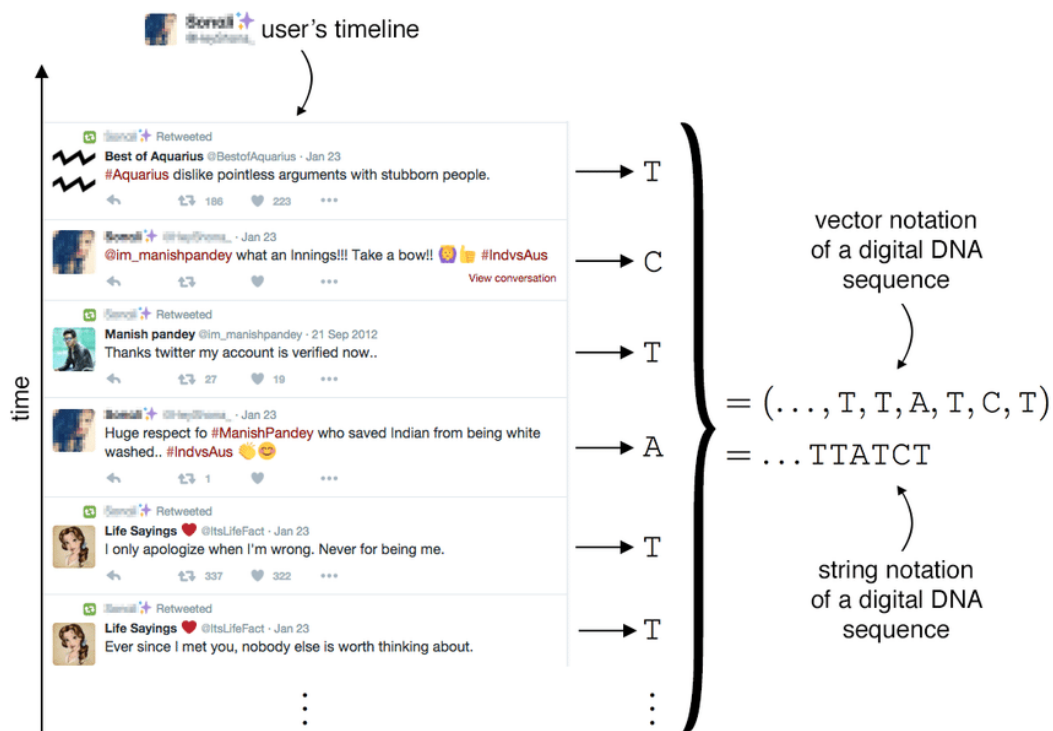 user's timeline
Retweeted
Best of Aquarius @BestofAquarius · Jan 23
#Aquarius dislike pointless arguments with stubborn people.
186 223 •••
T
· Jan 23
@im_manishpandey what an Innings!!! Take a bow!! 🙆👍 #IndvsAus
View conversation
•••
C
Retweeted
Manish pandey @im_manishpandey · 21 Sep 2012
Thanks twitter my account is verified now..
27 19 •••
T
· Jan 23
Huge respect fo #ManishPandey who saved Indian from being white
washed.. #IndvsAus 👏😊
1 •••
A
Retweeted
Life Sayings ❤ @ItsLifeFact · Jan 23
I only apologize when I'm wrong. Never for being me.
337 322 •••
T
Retweeted
Life Sayings ❤ @ItsLifeFact · Jan 23
Ever since I met you, nobody else is worth thinking about.
T
time
vector notation
of a digital DNA
sequence
= (..., T, T, A, T, C, T)
= ...TTATCT
string notation
of a digital DNA
sequence